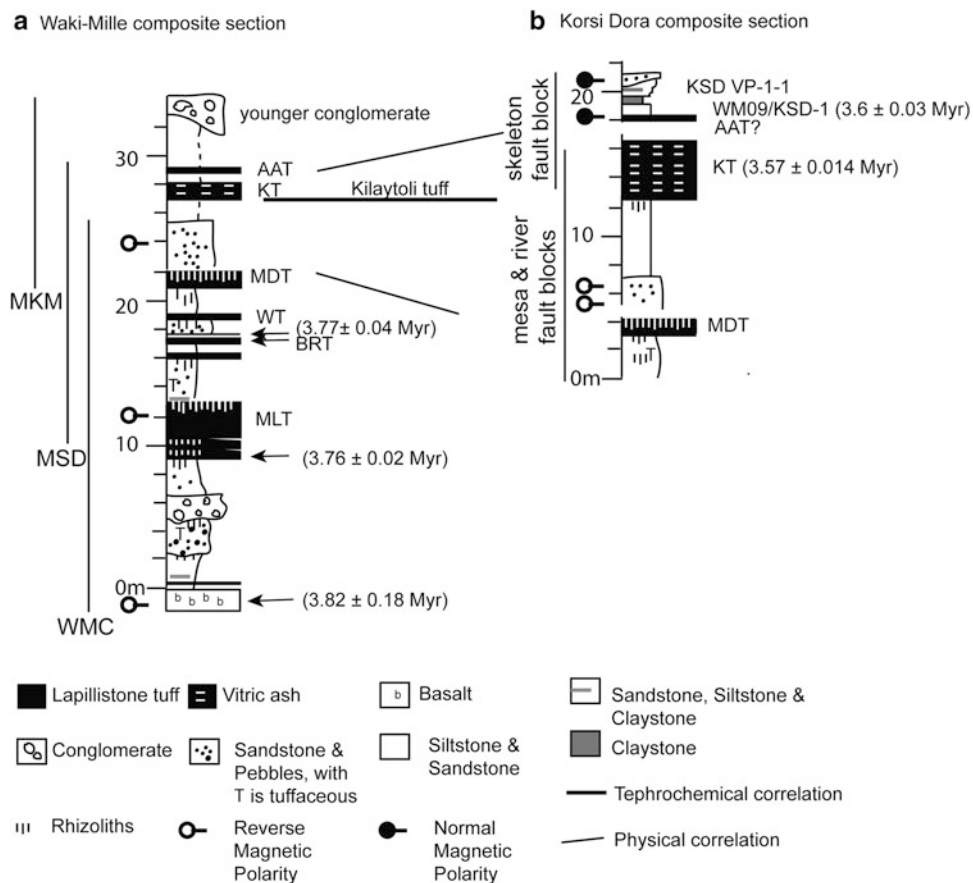 a Waki-Mille composite section
b Korsi Dora composite section
younger conglomerate
30
AAT
KT
Kilaytoli tuff
MDT
20
WT
(3.77± 0.04 Myr)
BRT
T
MLT
10
(3.76 ± 0.02 Myr)
T
0m
b b b b
(3.82 ± 0.18 Myr)
MKM
MSD
WMC
skeleton
fault block
mesa & river
fault blocks
KSD VP-1-1
20
WM09/KSD-1 (3.6 ± 0.03 Myr)
AAT?
KT (3.57 ± 0.014 Myr)
10
MDT
T
0m
Lapillistone tuff
Vitric ash
b
Basalt
Sandstone, Siltstone &
Claystone
Conglomerate
Sandstone &
Pebbles, with
T is tuffaceous
Siltstone &
Sandstone
Claystone
Tephrochemical correlation
Rhizoliths
Reverse
Magnetic
Polarity
Normal
Magnetic
Polarity
Physical correlation